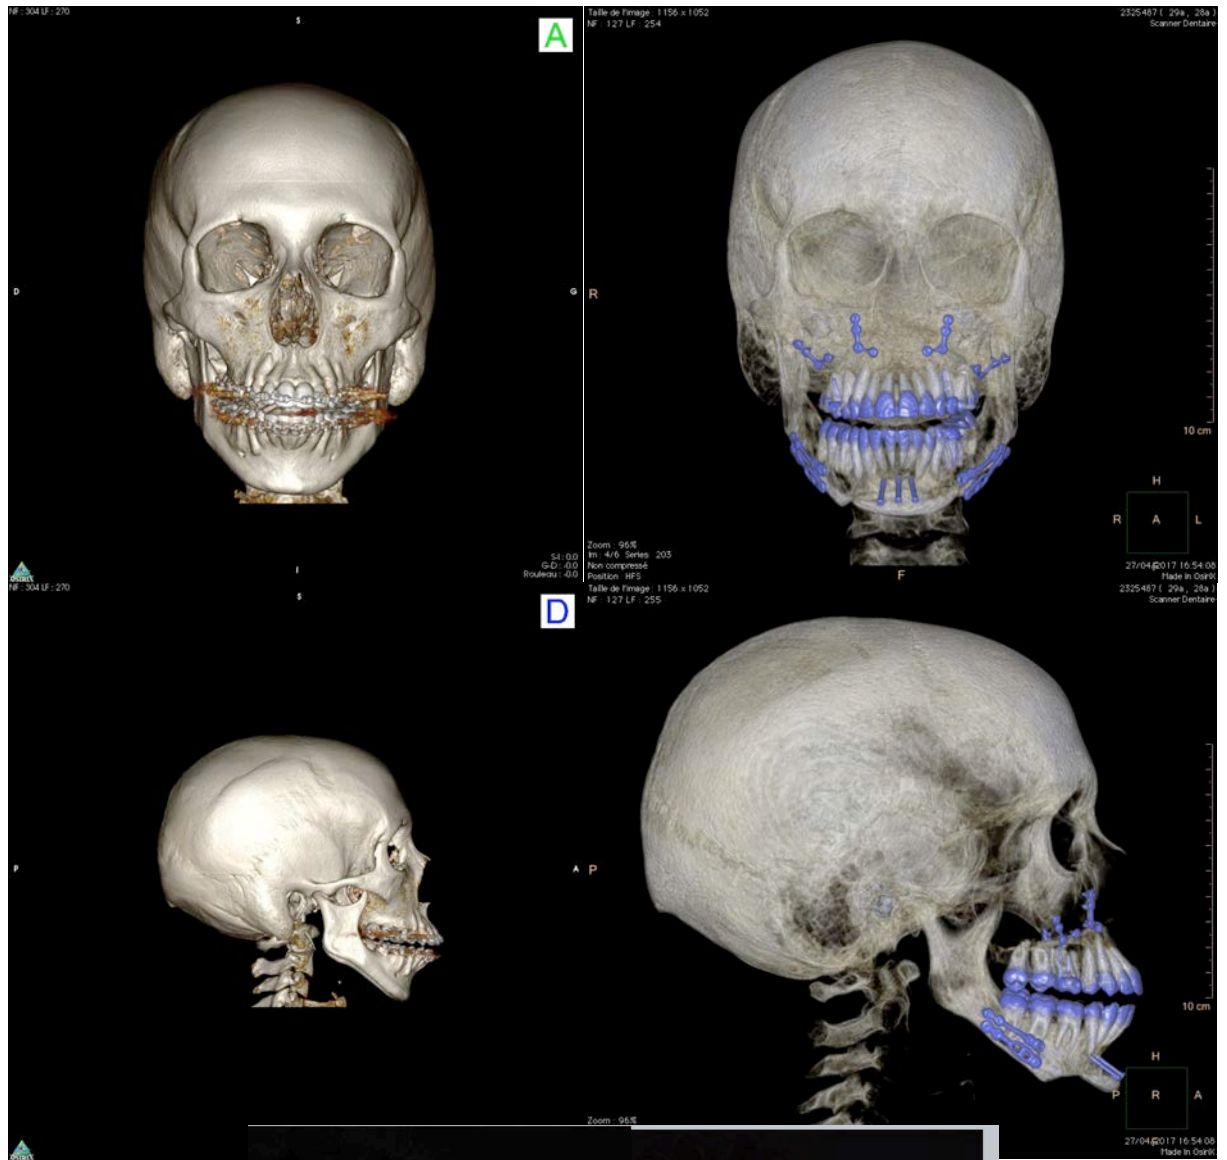 NF : 304 LF : 270
S
A
D
G
S-I : 0.0
G-D : -0.0
Rouleau : -0.0
I
OSIRIX
Taille de l'image : 1156 x 1052
NF : 127 LF : 254
2325487 ( 29a , 28a )
Scanner Dentaire
R
10 cm
H
R A L
F
Zoom : 96%
Im : 4/6 Series 203
Non compressé
Position HFS
F
27/04/2017 16:54:08
Made In OsiriX
NF : 304 LF : 270
S
D
P
A
OSIRIX
Taille de l'image : 1156 x 1052
NF : 127 LF : 255
2325487 ( 29a , 28a )
Scanner Dentaire
P
10 cm
H
P R A
F
Zoom : 96%
27/04/2017 16:54:08
Made In OsiriX